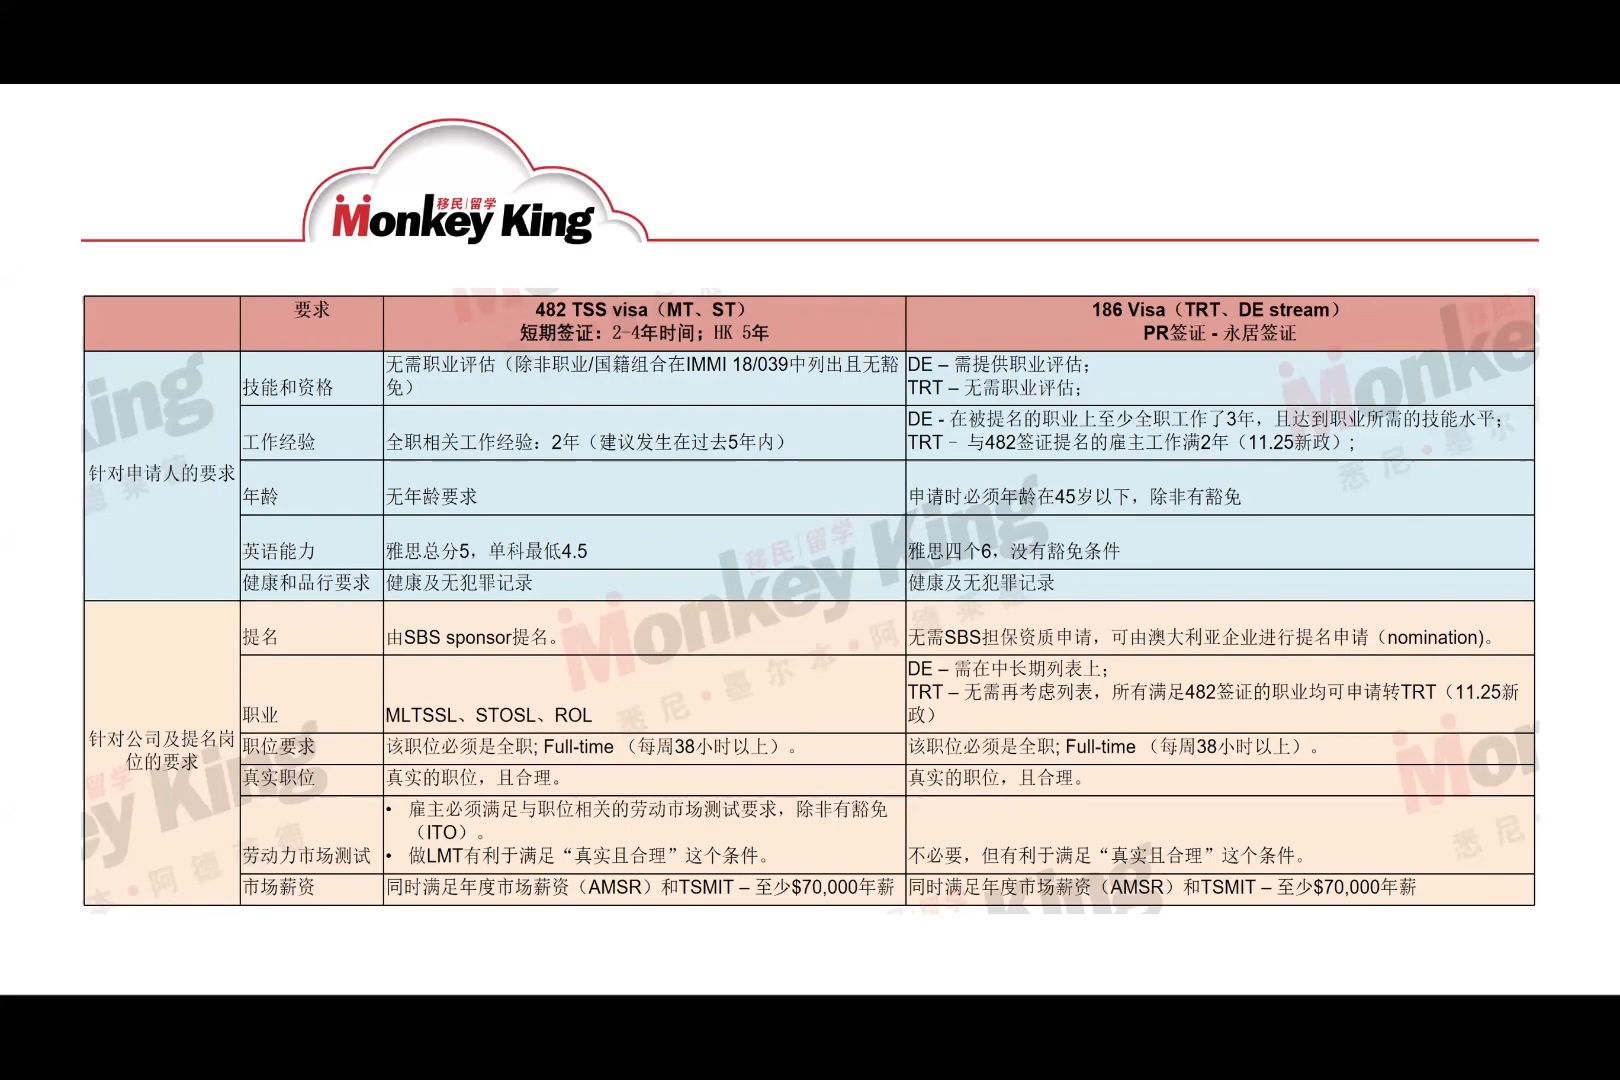 移民|留学
Monkey King
要求
482 TSS visa（MT、ST）
短期签证：2-4年时间；HK 5年
186 Visa（TRT、DE stream）
PR签证 - 永居签证
针对申请人的要求
技能和资格
无需职业评估（除非职业/国籍组合在IMMI 18/039中列出且无豁
免）
DE – 需提供职业评估；
TRT – 无需职业评估；
工作经验
全职相关工作经验：2年（建议发生在过去5年内）
DE - 在被提名的职业上至少全职工作了3年，且达到职业所需的技能水平；
TRT – 与482签证提名的雇主工作满2年（11.25新政）；
年龄
无年龄要求
申请时必须年龄在45岁以下，除非有豁免
英语能力
雅思总分5，单科最低4.5
雅思四个6，没有豁免条件
健康和品行要求
健康及无犯罪记录
健康及无犯罪记录
针对公司及提名岗
位的要求
提名
由SBS sponsor提名。
无需SBS担保资质申请，可由澳大利亚企业进行提名申请（nomination)。
职业
MLTSSL、STOSL、ROL
DE – 需在中长期列表上；
TRT – 无需再考虑列表，所有满足482签证的职业均可申请转TRT（11.25新
政）
职位要求
该职位必须是全职; Full-time （每周38小时以上）。
该职位必须是全职; Full-time （每周38小时以上）。
真实职位
真实的职位，且合理。
真实的职位，且合理。
劳动力市场测试
• 雇主必须满足与职位相关的劳动市场测试要求，除非有豁免
（ITO）。
• 做LMT有利于满足“真实且合理”这个条件。
不必要，但有利于满足“真实且合理”这个条件。
市场薪资
同时满足年度市场薪资（AMSR）和TSMIT – 至少$70,000年薪
同时满足年度市场薪资（AMSR）和TSMIT – 至少$70,000年薪
移民|留学
Monkey King
悉尼•墨尔本•阿德莱德